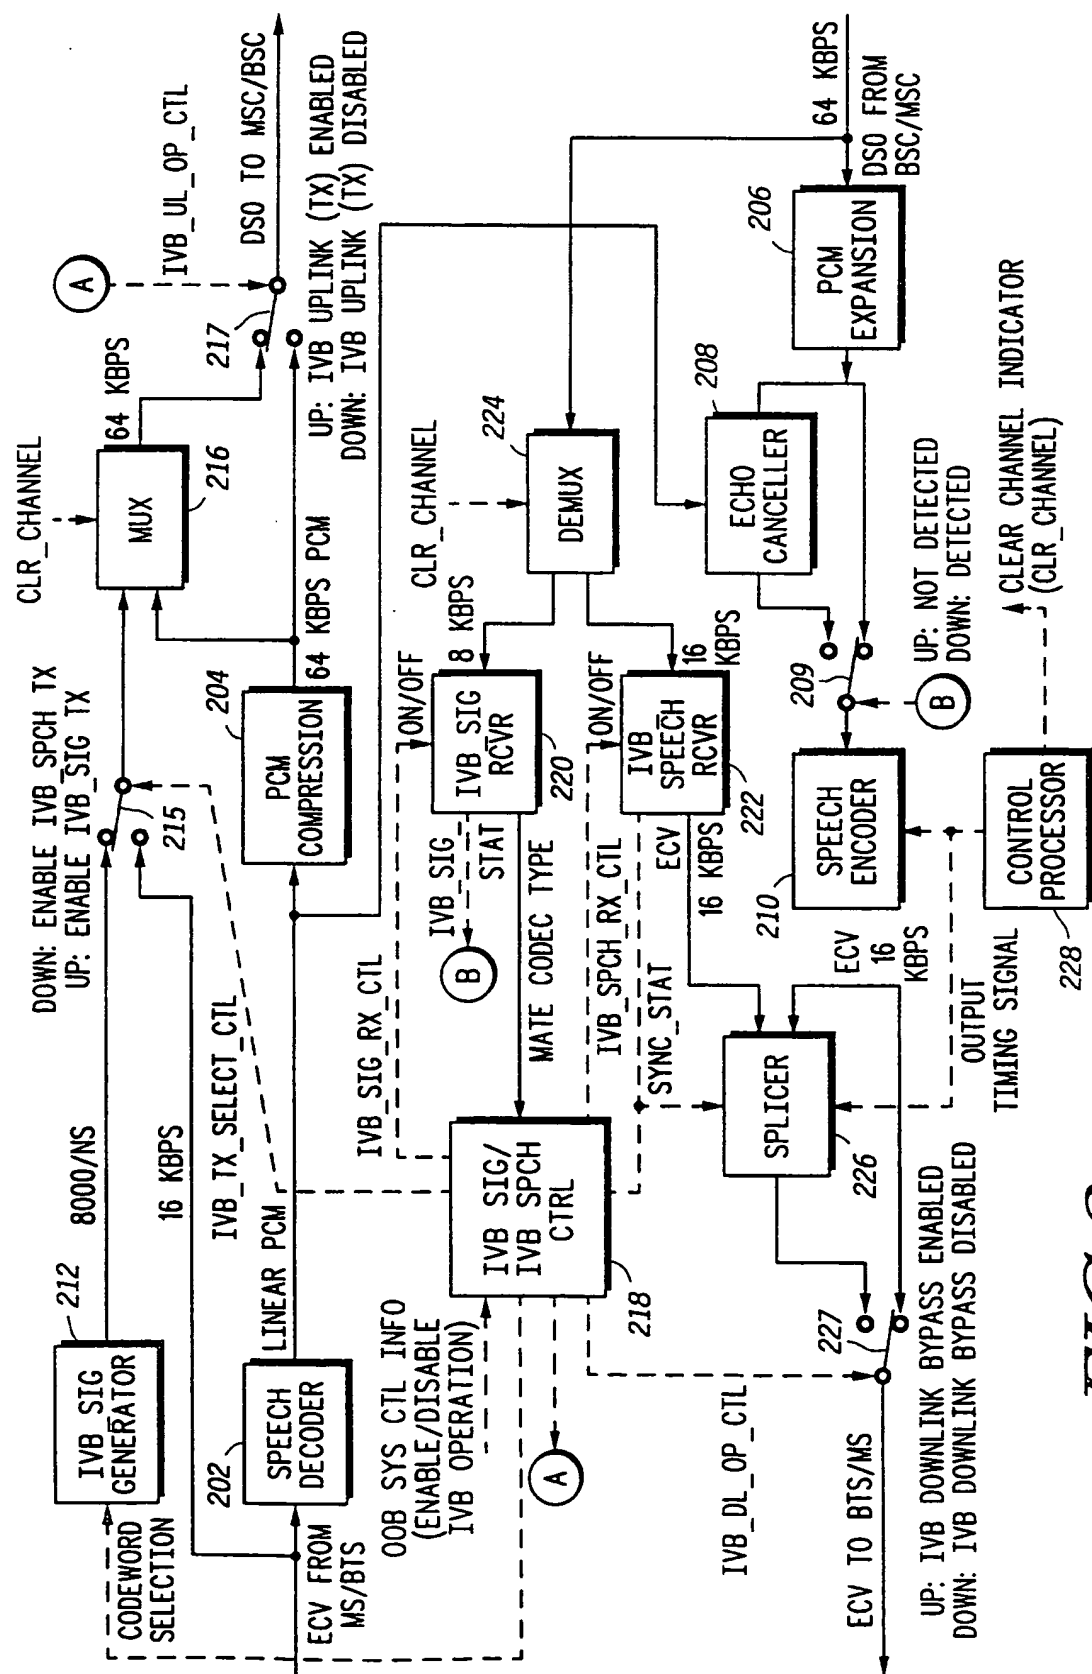 DOWN: ENABLE IVB SPCH TX
UP: ENABLE IVB_SIG TX
CLR_CHANNEL
A
IVB_UL_OP_CTL
DS0 TO MSC/BSC
CODEWORD
SELECTION
212
IVB SIG
GENERATOR
8000/NS
16 KBPS
215
MUX
216
64 KBPS
217
UP: IVB UPLINK (TX) ENABLED
DOWN: IVB UPLINK (TX) DISABLED
IVB_TX_SELECT_CTL
ECV FROM
MS/BTS
202
SPEECH
DECODER
LINEAR PCM
204
PCM
COMPRESSION
64 KBPS PCM
OOB SYS CTL INFO
(ENABLE/DISABLE
IVB OPERATION)
IVB_SIG_RX_CTL
IVB_SIG
STAT
B
MATE CODEC TYPE
ON/OFF
IVB SIG
RCVR
220
8 KBPS
CLR_CHANNEL
DEMUX
224
64 KBPS
DS0 FROM
BSC/MSC
A
IVB SIG/
IVB SPCH
CTRL
218
IVB_SPCH_RX_CTL
SYNC_STAT
ON/OFF
IVB
SPEECH
RCVR
222
16
KBPS
ECV
16 KBPS
ECHO
CANCELLER
208
PCM
EXPANSION
206
IVB_DL_OP_CTL
SPLICER
226
ECV
16
KBPS
210
SPEECH
ENCODER
209
B
UP: NOT DETECTED
DOWN: DETECTED
ECV TO BTS/MS
227
UP: IVB DOWNLINK BYPASS ENABLED
DOWN: IVB DOWNLINK BYPASS DISABLED
OUTPUT
TIMING SIGNAL
CONTROL
PROCESSOR
228
CLEAR CHANNEL INDICATOR
(CLR_CHANNEL)